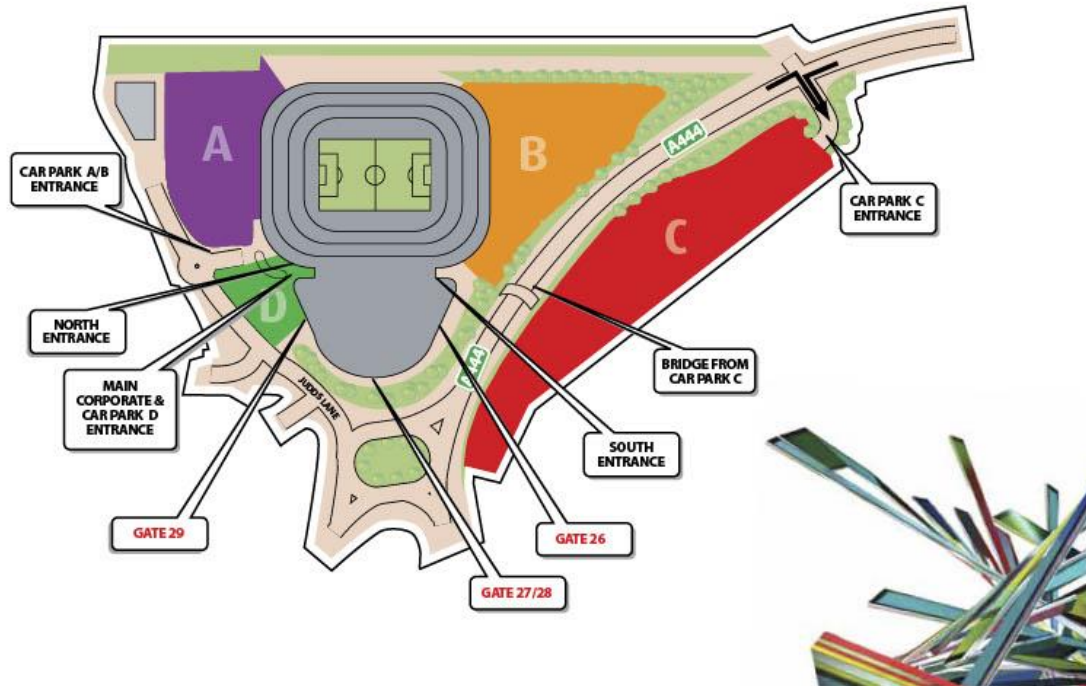 A
B
C
D
A444
A444
CAR PARK A/B
ENTRANCE
CAR PARK C
ENTRANCE
NORTH
ENTRANCE
MAIN
CORPORATE &
CAR PARK D
ENTRANCE
JUDDS LANE
BRIDGE FROM
CAR PARK C
SOUTH
ENTRANCE
GATE 29
GATE 26
GATE 27/28